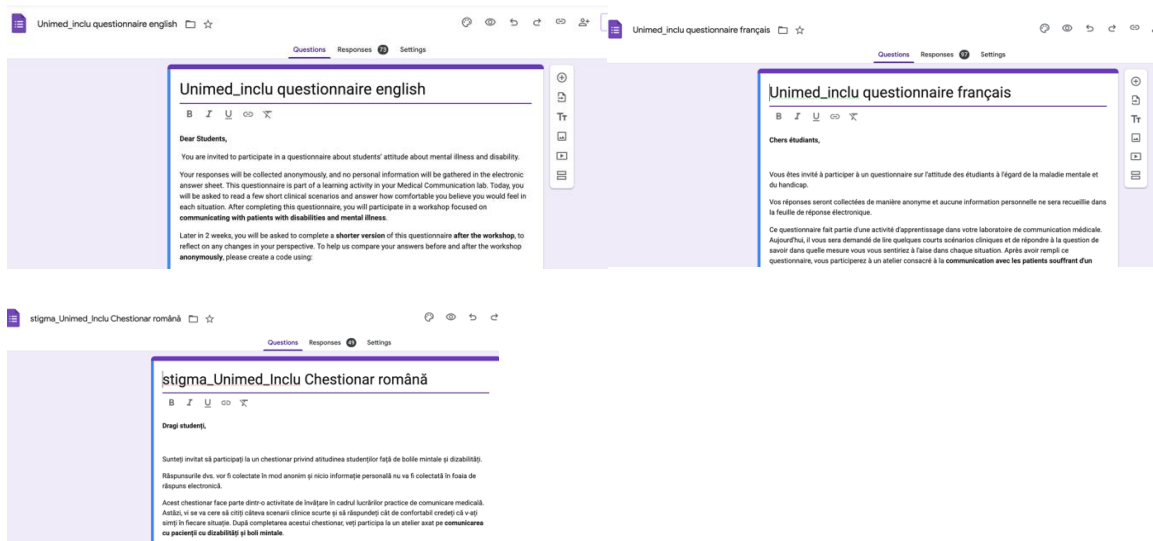 Unimed_inclu questionnaire english
Questions Responses 73 Settings
Unimed_inclu questionnaire english
B I U
Dear Students,
You are invited to participate in a questionnaire about students' attitude about mental illness and disability.
Your responses will be collected anonymously, and no personal information will be gathered in the electronic
answer sheet. This questionnaire is part of a learning activity in your Medical Communication lab. Today, you
will be asked to read a few short clinical scenarios and answer how comfortable you believe you would feel in
each situation. After completing this questionnaire, you will participate in a workshop focused on
communicating with patients with disabilities and mental illness.
Later in 2 weeks, you will be asked to complete a shorter version of this questionnaire after the workshop, to
reflect on any changes in your perspective. To help us compare your answers before and after the workshop
anonymously, please create a code using:
Tт
Unimed_inclu questionnaire français
Questions Responses 97 Settings
Unimed_inclu questionnaire français
B I U
Chers étudiants,
Vous êtes invité à participer à un questionnaire sur l'attitude des étudiants à l'égard de la maladie mentale et
du handicap.
Vos réponses seront collectées de manière anonyme et aucune information personnelle ne sera recueillie dans
la feuille de réponse électronique.
Ce questionnaire fait partie d'une activité d'apprentissage dans votre laboratoire de communication médicale.
Aujourd'hui, il vous sera demandé de lire quelques courts scénarios cliniques et de répondre à la question de
savoir dans quelle mesure vous vous sentiriez à l'aise dans chaque situation. Après avoir rempli ce
questionnaire, vous participerez à un atelier consacré à la communication avec les patients souffrant d'un
Tт
stigma_Unimed_Inclu Chestionar română
Questions Responses 49 Settings
stigma_Unimed_Inclu Chestionar română
B I U
Dragi studenți,
Sunteți invitat să participați la un chestionar privind atitudinea studenților față de bolile mintale și dizabilități.
Răspunsurile dvs. vor fi colectate în mod anonim și nicio informație personală nu va fi colectată în foaia de
răspuns electronică.
Acest chestionar face parte dintr-o activitate de învățare în cadrul lucrărilor practice de comunicare medicală.
Astăzi, vi se va cere să citiți câteva scenarii clinice scurte și să răspundeți cât de confortabil credeți că v-ați
simți în fiecare situație. După completarea acestui chestionar, veți participa la un atelier axat pe comunicarea
cu pacienții cu dizabilități și boli mintale.